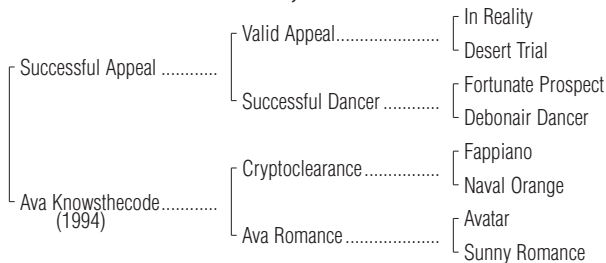 In Reality
Valid Appeal
Desert Trial
Successful Appeal
Fortunate Prospect
Successful Dancer
Debonair Dancer
Fappiano
Cryptoclearance
Naval Orange
Ava Knowsthecode
(1994)
Avatar
Ava Romance
Sunny Romance